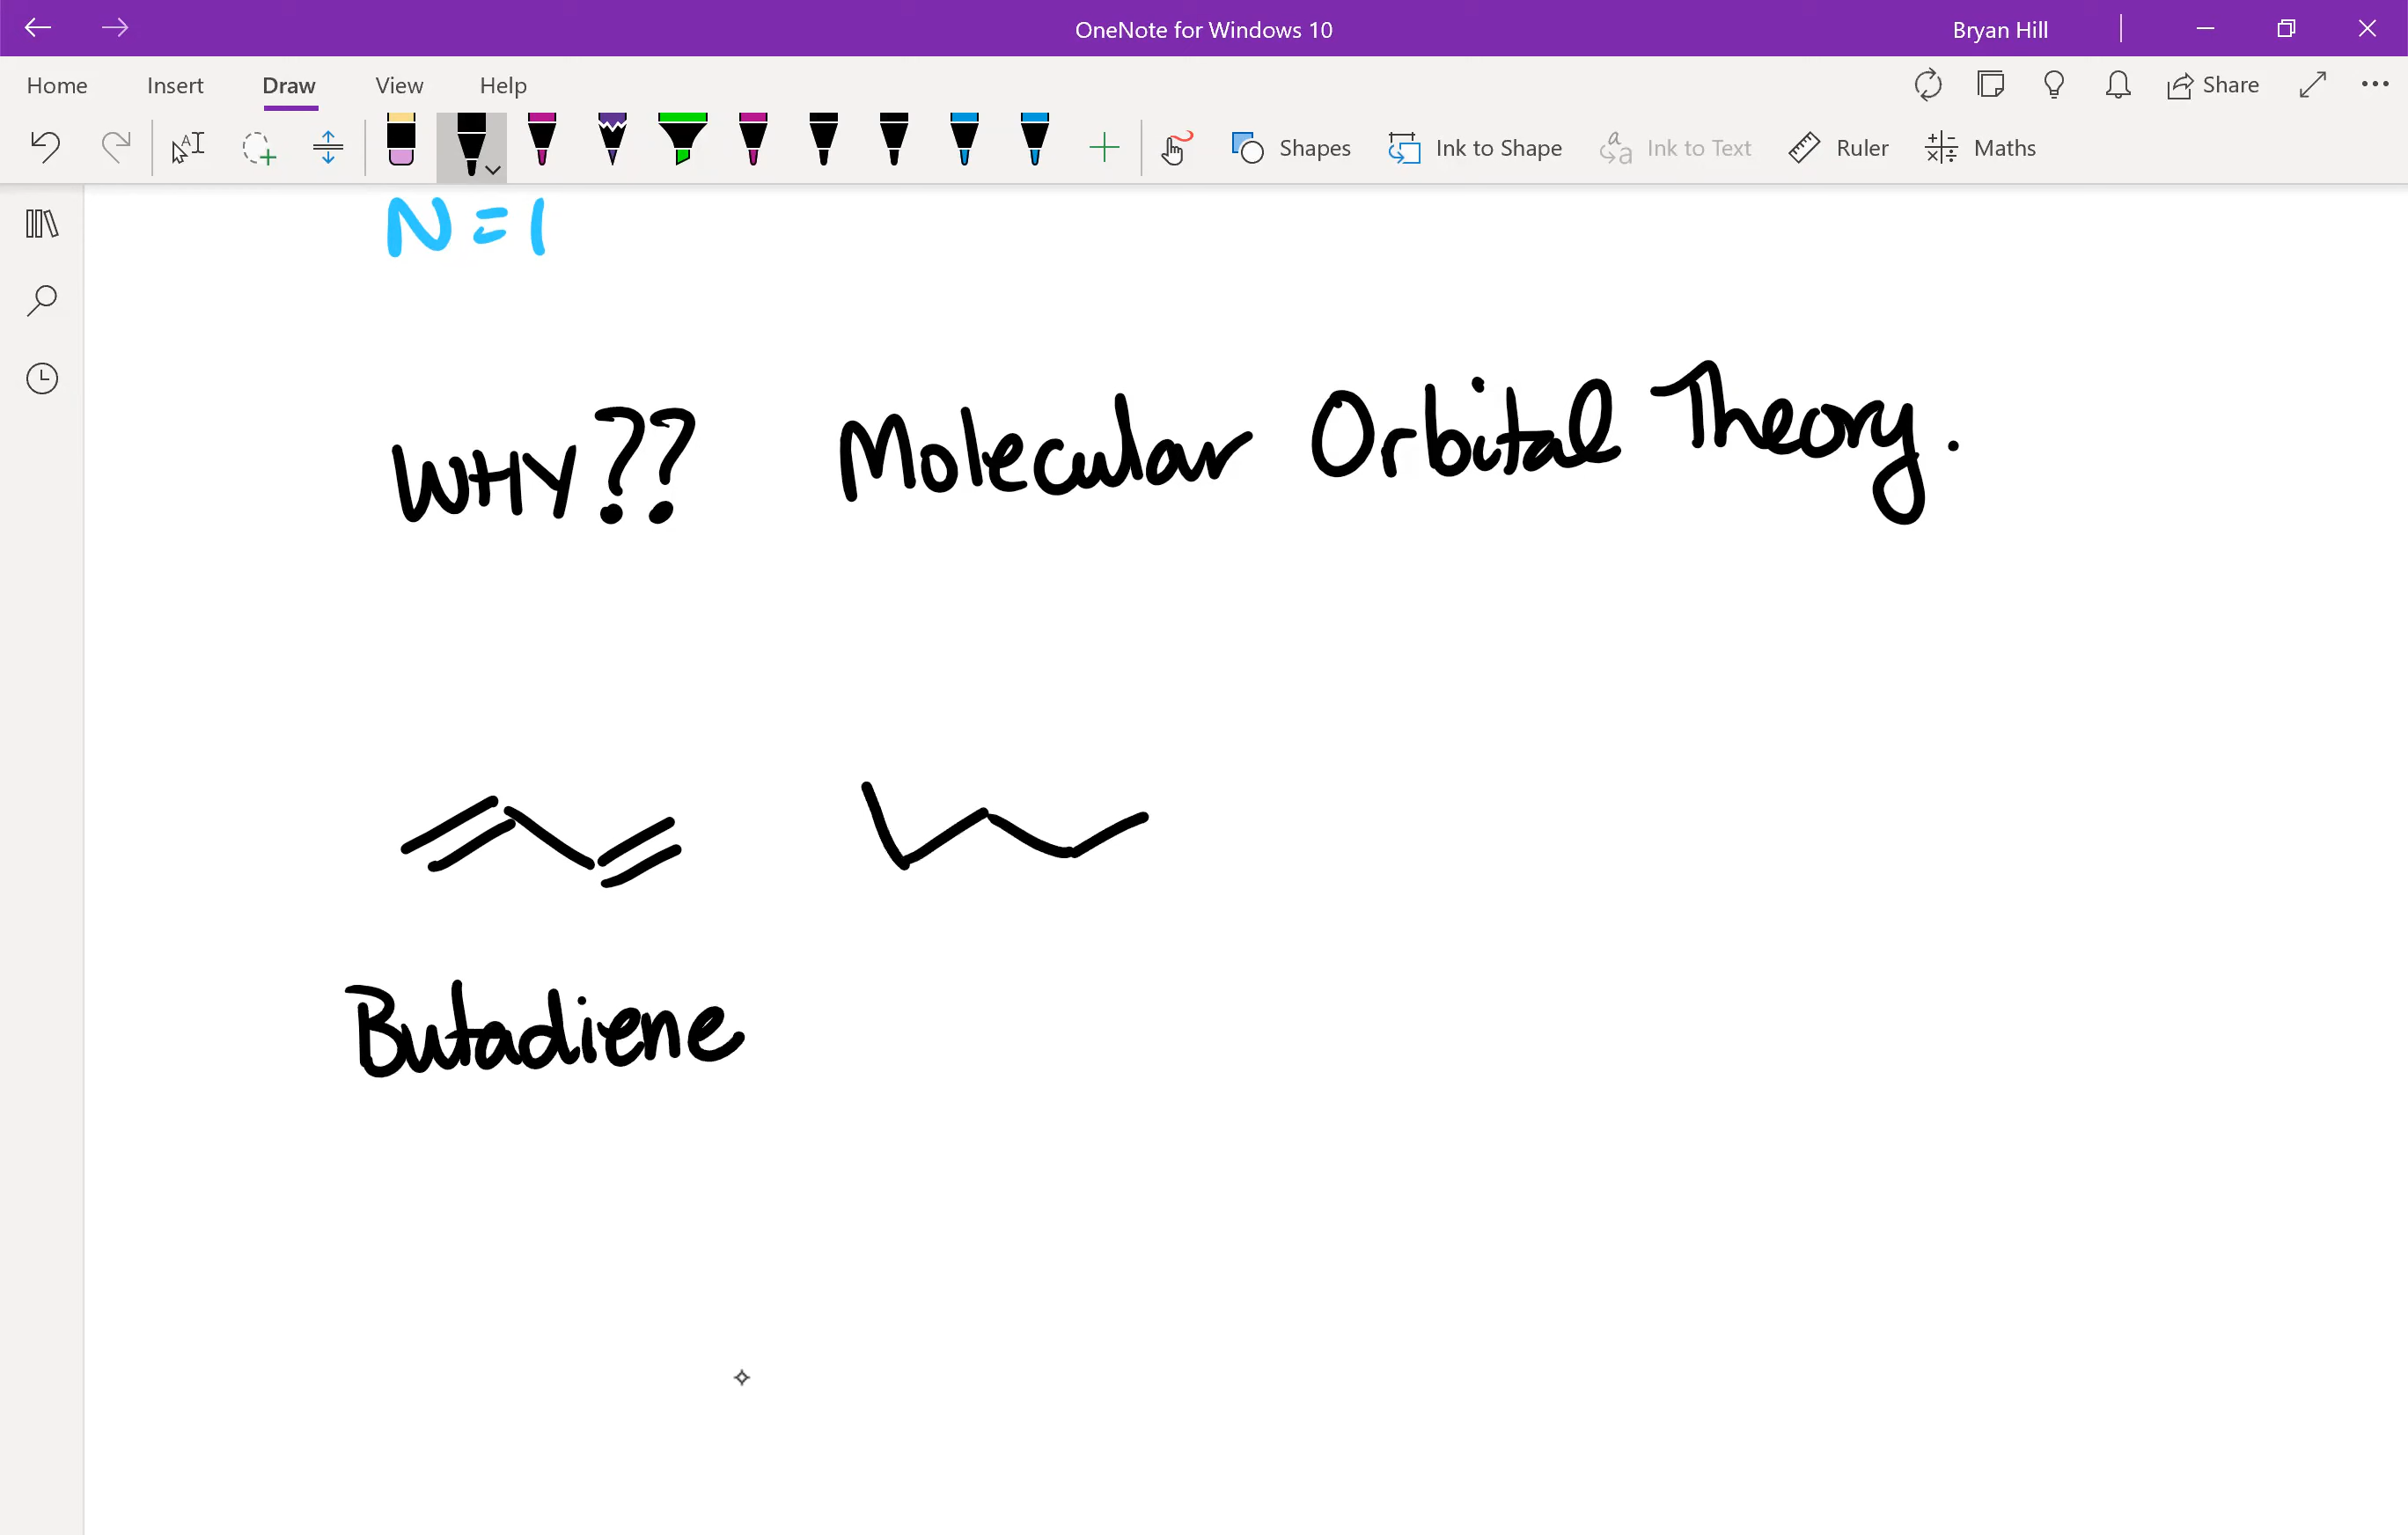 OneNote for Windows 10
Bryan Hill
Home Insert Draw View Help
Share
Shapes Ink to Shape Ink to Text Ruler Maths
N = 1
WHY?? Molecular Orbital Theory.
Butadiene